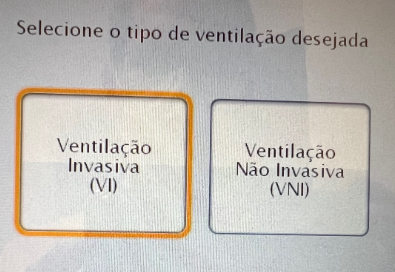 Selecione o tipo de ventilação desejada
Ventilação
Invasiva
(VI)
Ventilação
Não Invasiva
(VNI)